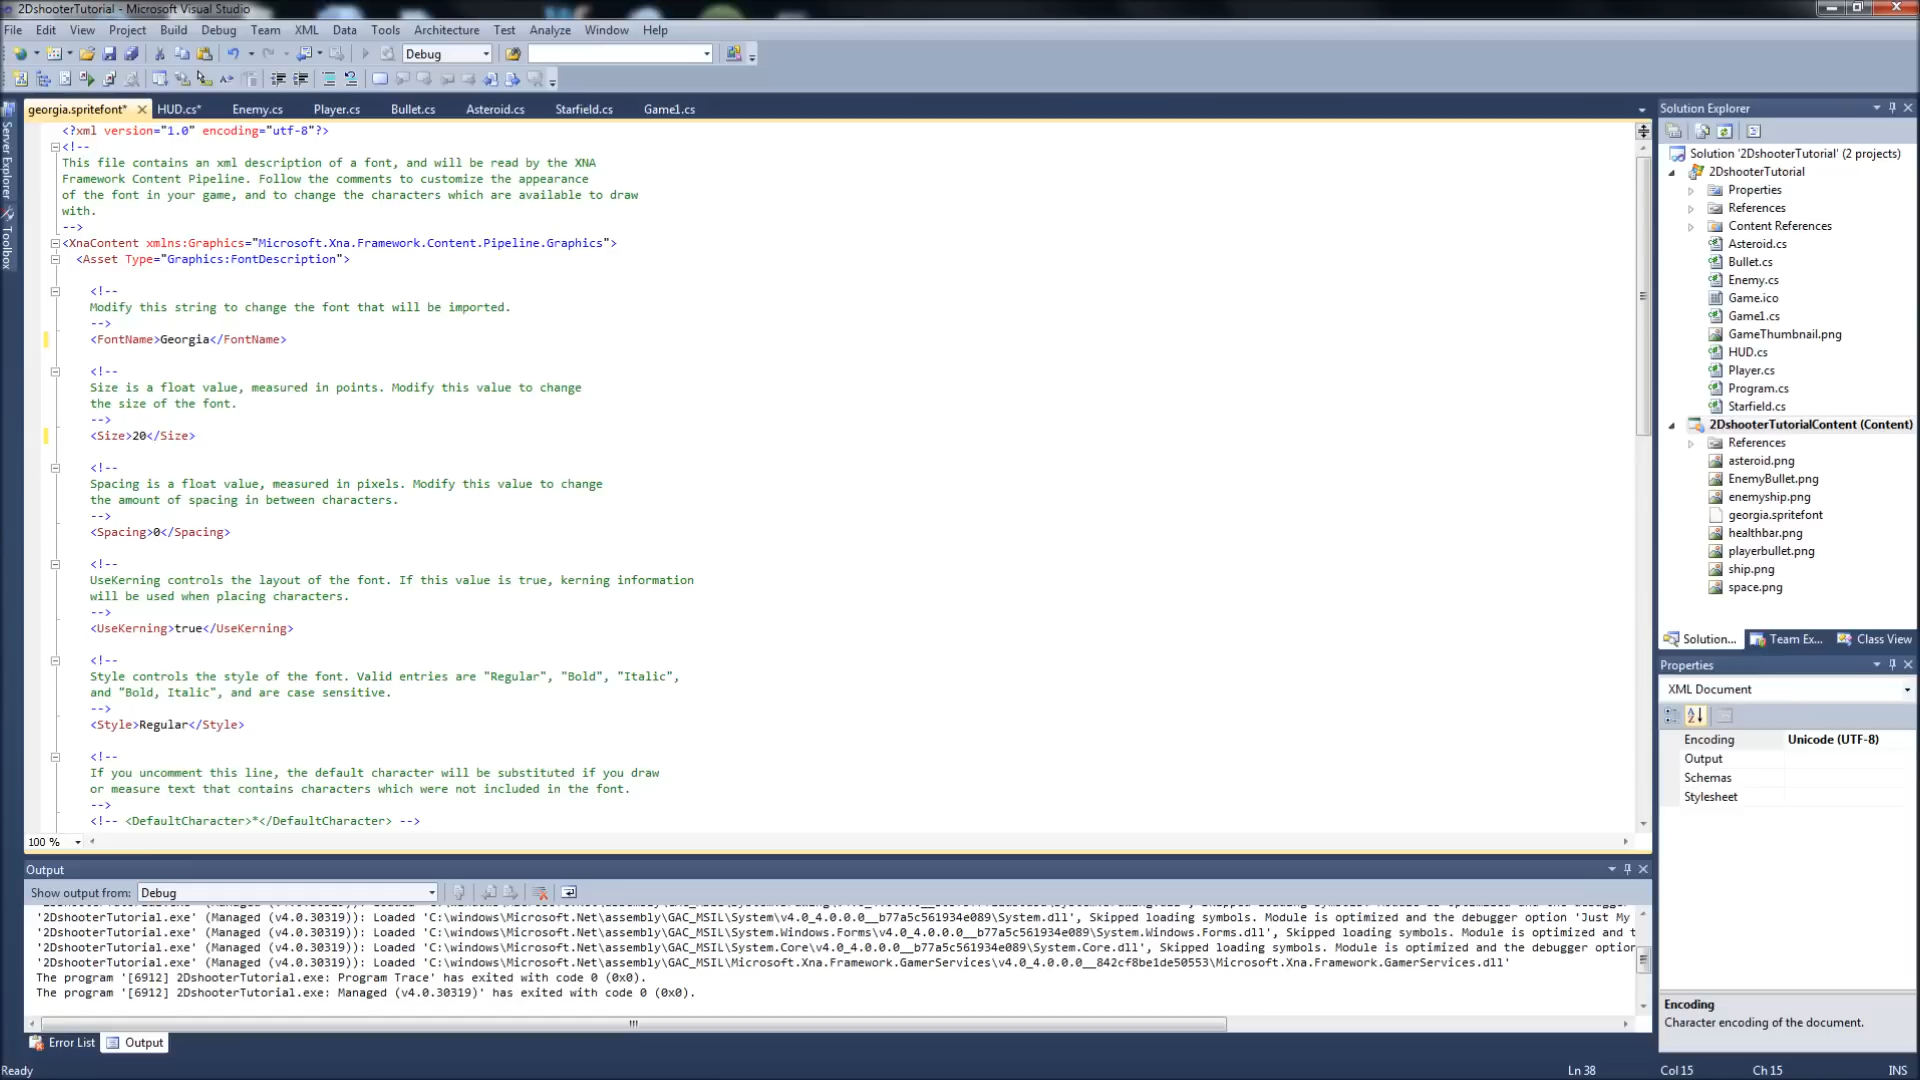 2DshooterTutorial - Microsoft Visual Studio
File Edit View Project Build Debug Team XML Data Tools Architecture Test Analyze Window Help
Debug
georgia.spritefont* HUD.cs* Enemy.cs Player.cs Bullet.cs Asteroid.cs Starfield.cs Game1.cs
Server Explorer
Toolbox
<?xml version="1.0" encoding="utf-8"?>
<!--
This file contains an xml description of a font, and will be read by the XNA
Framework Content Pipeline. Follow the comments to customize the appearance
of the font in your game, and to change the characters which are available to draw
with.
-->
<XnaContent xmlns:Graphics="Microsoft.Xna.Framework.Content.Pipeline.Graphics">
<Asset Type="Graphics:FontDescription">
<!--
Modify this string to change the font that will be imported.
-->
<FontName>Georgia</FontName>
<!--
Size is a float value, measured in points. Modify this value to change
the size of the font.
-->
<Size>20</Size>
<!--
Spacing is a float value, measured in pixels. Modify this value to change
the amount of spacing in between characters.
-->
<Spacing>0</Spacing>
<!--
UseKerning controls the layout of the font. If this value is true, kerning information
will be used when placing characters.
-->
<UseKerning>true</UseKerning>
<!--
Style controls the style of the font. Valid entries are "Regular", "Bold", "Italic",
and "Bold, Italic", and are case sensitive.
-->
<Style>Regular</Style>
<!--
If you uncomment this line, the default character will be substituted if you draw
or measure text that contains characters which were not included in the font.
-->
<!-- <DefaultCharacter>*</DefaultCharacter> -->
100 %
Output
Show output from: Debug
'2DshooterTutorial.exe' (Managed (v4.0.30319)): Loaded 'C:\windows\Microsoft.Net\assembly\GAC_MSIL\System\v4.0_4.0.0.0__b77a5c561934e089\System.dll', Skipped loading symbols. Module is optimized and the debugger option 'Just My
'2DshooterTutorial.exe' (Managed (v4.0.30319)): Loaded 'C:\windows\Microsoft.Net\assembly\GAC_MSIL\System.Windows.Forms\v4.0_4.0.0.0__b77a5c561934e089\System.Windows.Forms.dll', Skipped loading symbols. Module is optimized and t
'2DshooterTutorial.exe' (Managed (v4.0.30319)): Loaded 'C:\windows\Microsoft.Net\assembly\GAC_MSIL\System.Core\v4.0_4.0.0.0__b77a5c561934e089\System.Core.dll', Skipped loading symbols. Module is optimized and the debugger option
'2DshooterTutorial.exe' (Managed (v4.0.30319)): Loaded 'C:\windows\Microsoft.Net\assembly\GAC_MSIL\Microsoft.Xna.Framework.GamerServices\v4.0_4.0.0.0__842cf8be1de50553\Microsoft.Xna.Framework.GamerServices.dll'
The program '[6912] 2DshooterTutorial.exe: Program Trace' has exited with code 0 (0x0).
The program '[6912] 2DshooterTutorial.exe: Managed (v4.0.30319)' has exited with code 0 (0x0).
Error List Output
Solution Explorer
Solution '2DshooterTutorial' (2 projects)
2DshooterTutorial
Properties
References
Content References
Asteroid.cs
Bullet.cs
Enemy.cs
Game.ico
Game1.cs
GameThumbnail.png
HUD.cs
Player.cs
Program.cs
Starfield.cs
2DshooterTutorialContent (Content)
References
asteroid.png
EnemyBullet.png
enemyship.png
georgia.spritefont
healthbar.png
playerbullet.png
ship.png
space.png
Solution... Team Ex... Class View
Properties
XML Document
Encoding Unicode (UTF-8)
Output
Schemas
Stylesheet
Encoding
Character encoding of the document.
Ready Ln 38 Col 15 Ch 15 INS